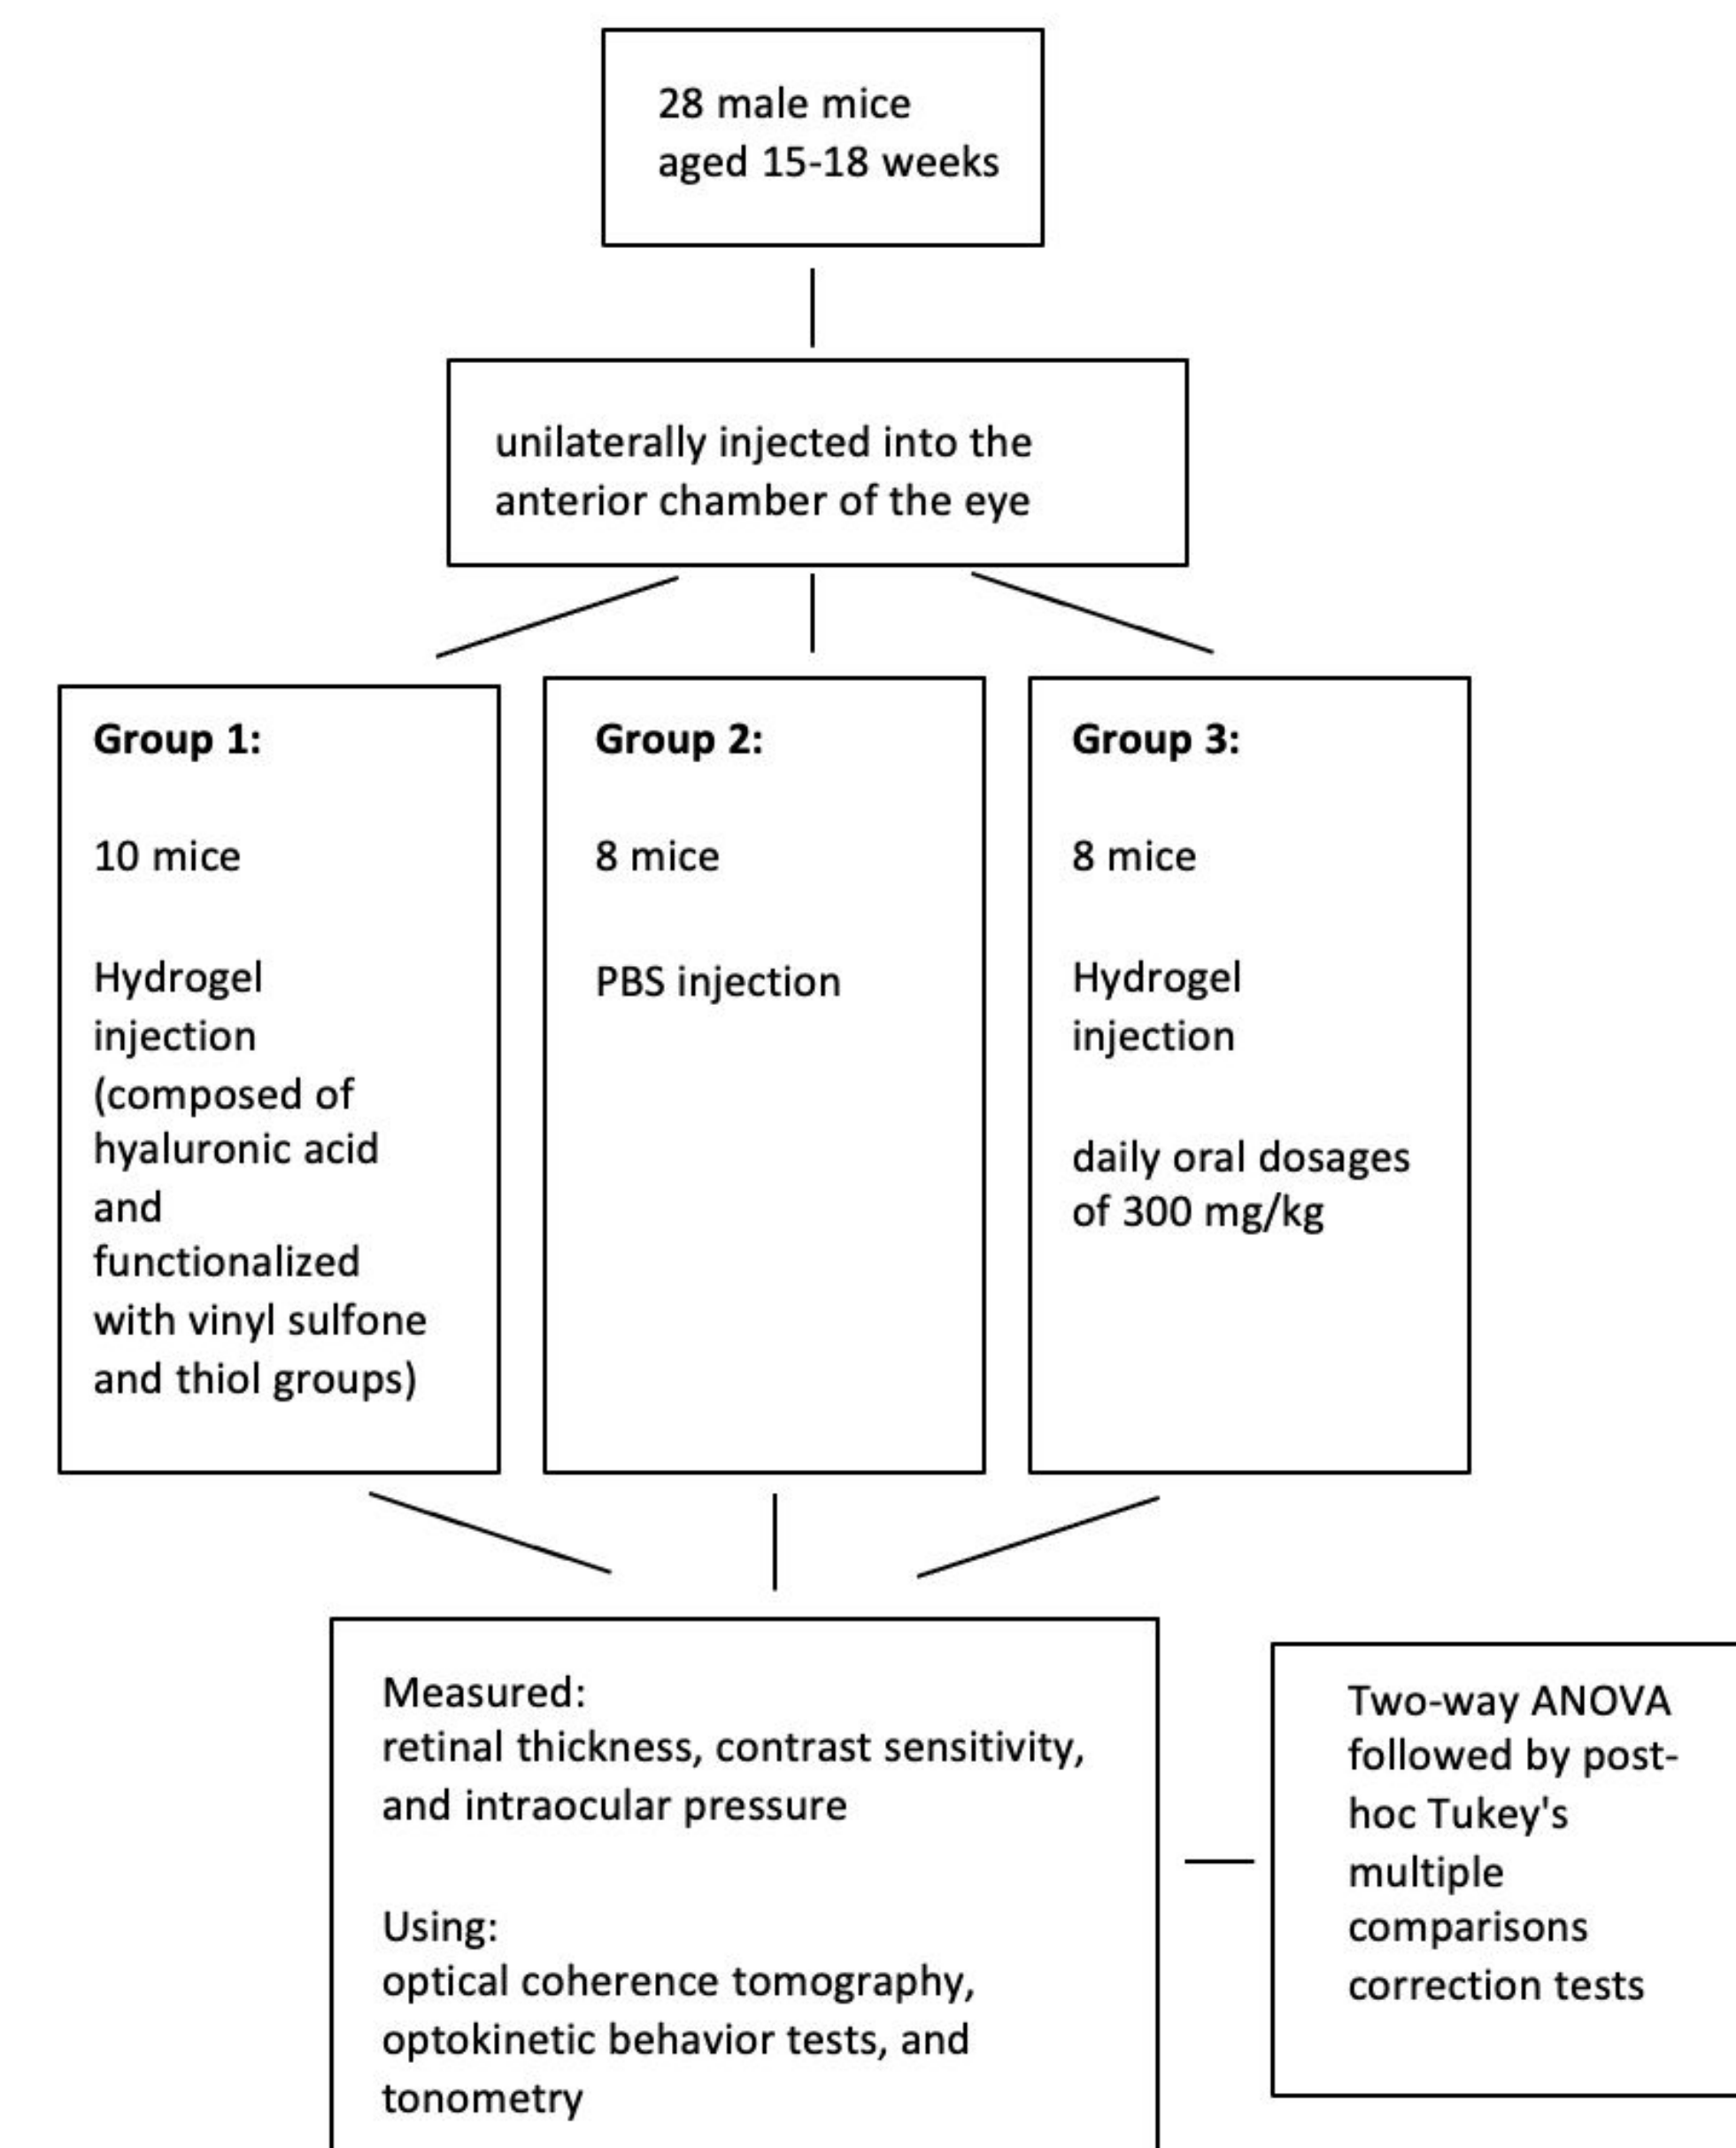 28 male mice
aged 15-18 weeks
unilaterally injected into the
anterior chamber of the eye
Group 1:
10 mice
Hydrogel
injection
(composed of
hyaluronic acid
and
functionalized
with vinyl sulfone
and thiol groups)
Group 2:
8 mice
PBS injection
Group 3:
8 mice
Hydrogel
injection
daily oral dosages
of 300 mg/kg
Measured:
retinal thickness, contrast sensitivity,
and intraocular pressure
Using:
optical coherence tomography,
optokinetic behavior tests, and
tonometry
Two-way ANOVA
followed by post-
hoc Tukey's
multiple
comparisons
correction tests